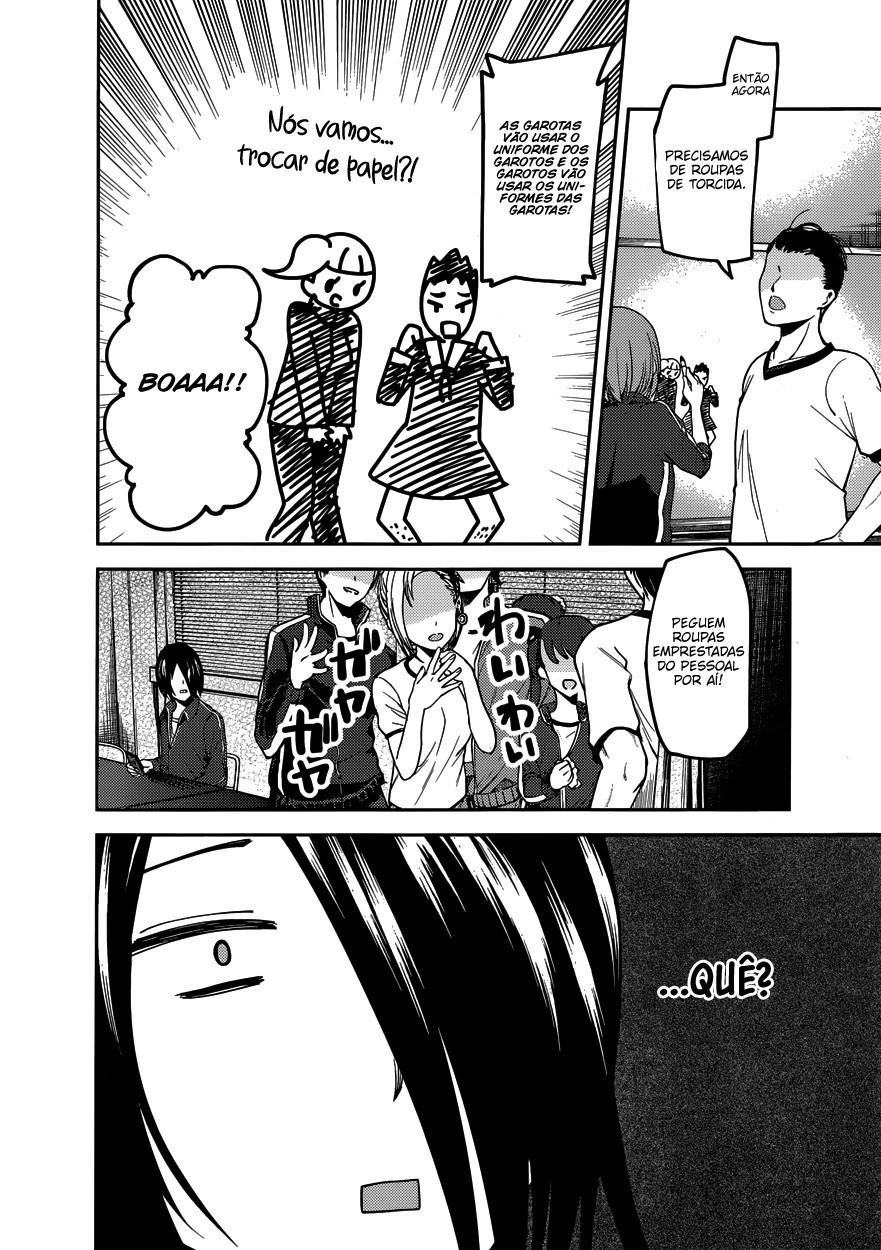 ENTÃO
AGORA
PRECISAMOS
DE ROUPAS
DE TORCIDA.
AS GAROTAS
VÃO USAR O
UNIFORME DOS
GAROTOS E OS
GAROTOS VÃO
USAR OS UNI-
FORMES DAS
GAROTAS!
Nós vamos...
trocar de papel?!
BOAAA!!
PEGUEM
ROUPAS
EMPRESTADAS
DO PESSOAL
POR AÍ!
わいわい
ガヤガヤ
...QUÊ?